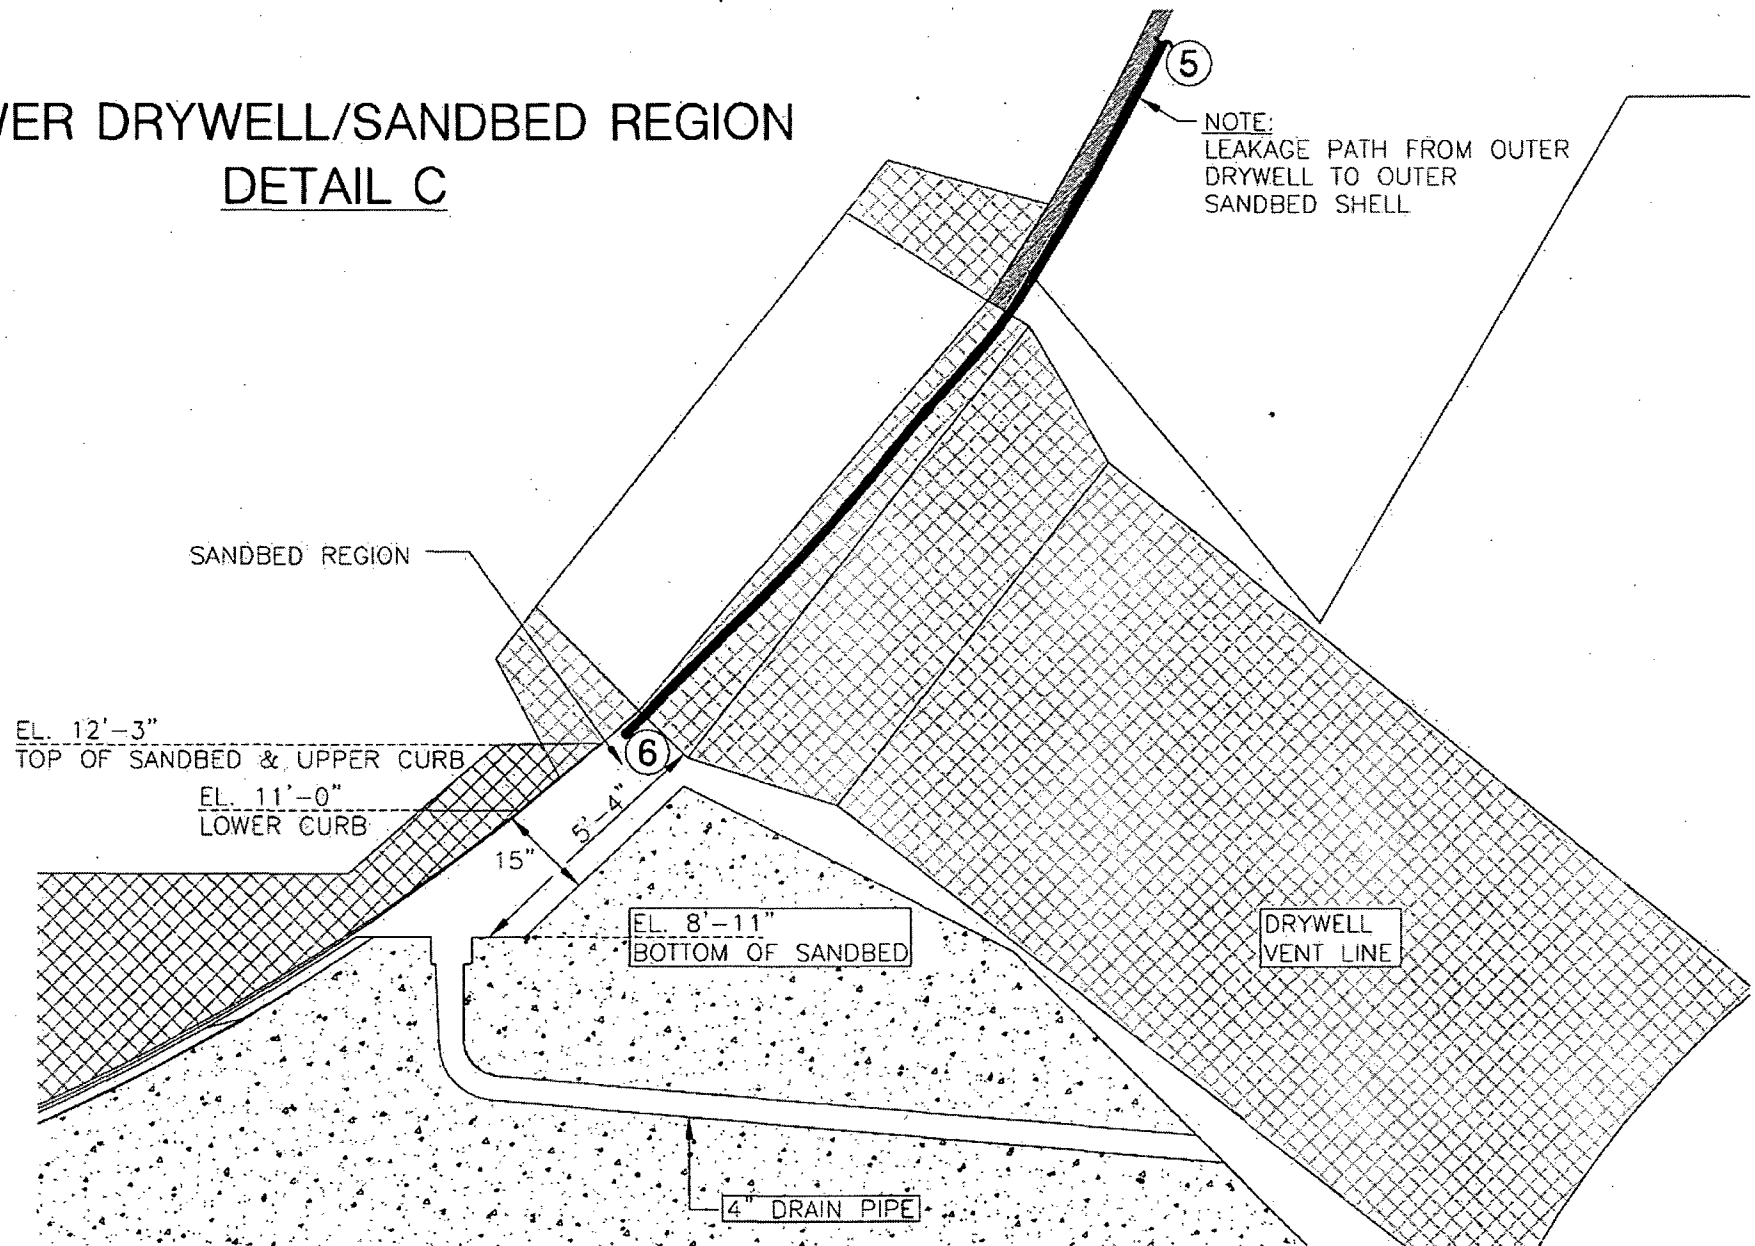 WER DRYWELL/SANDBED REGION
DETAIL C
5
NOTE:
LEAKAGE PATH FROM OUTER
DRYWELL TO OUTER
SANDBED SHELL
SANDBED REGION
EL. 12'-3"
TOP OF SANDBED & UPPER CURB
6
EL. 11'-0"
LOWER CURB
5'-4"
15"
EL. 8'-11"
BOTTOM OF SANDBED
DRYWELL
VENT LINE
4" DRAIN PIPE